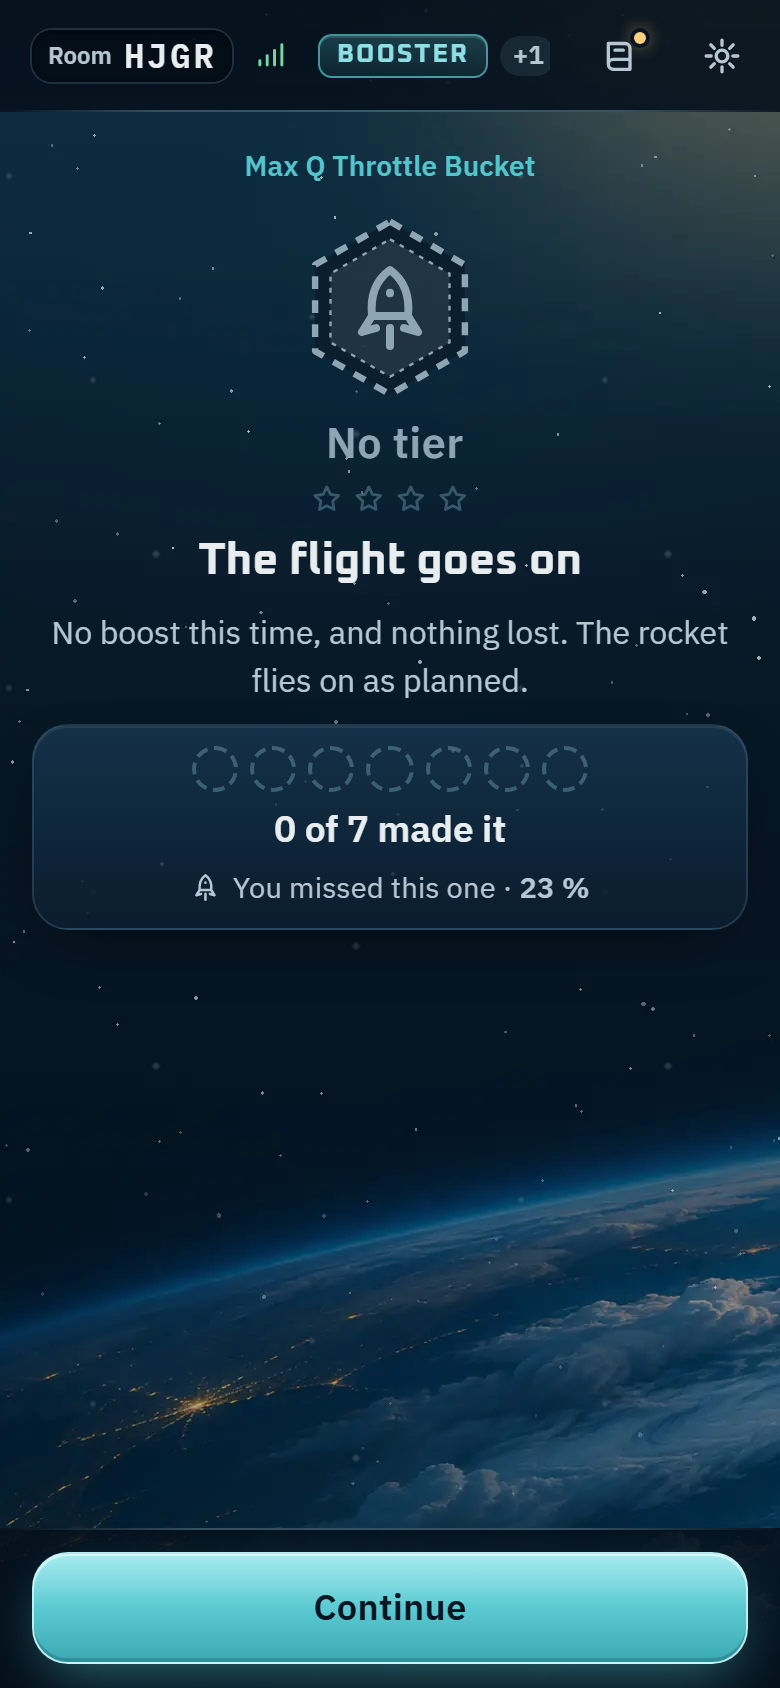 Room HJGR BOOSTER +1
Max Q Throttle Bucket
No tier
The flight goes on
No boost this time, and nothing lost. The rocket
flies on as planned.
0 of 7 made it
You missed this one · 23 %
Continue